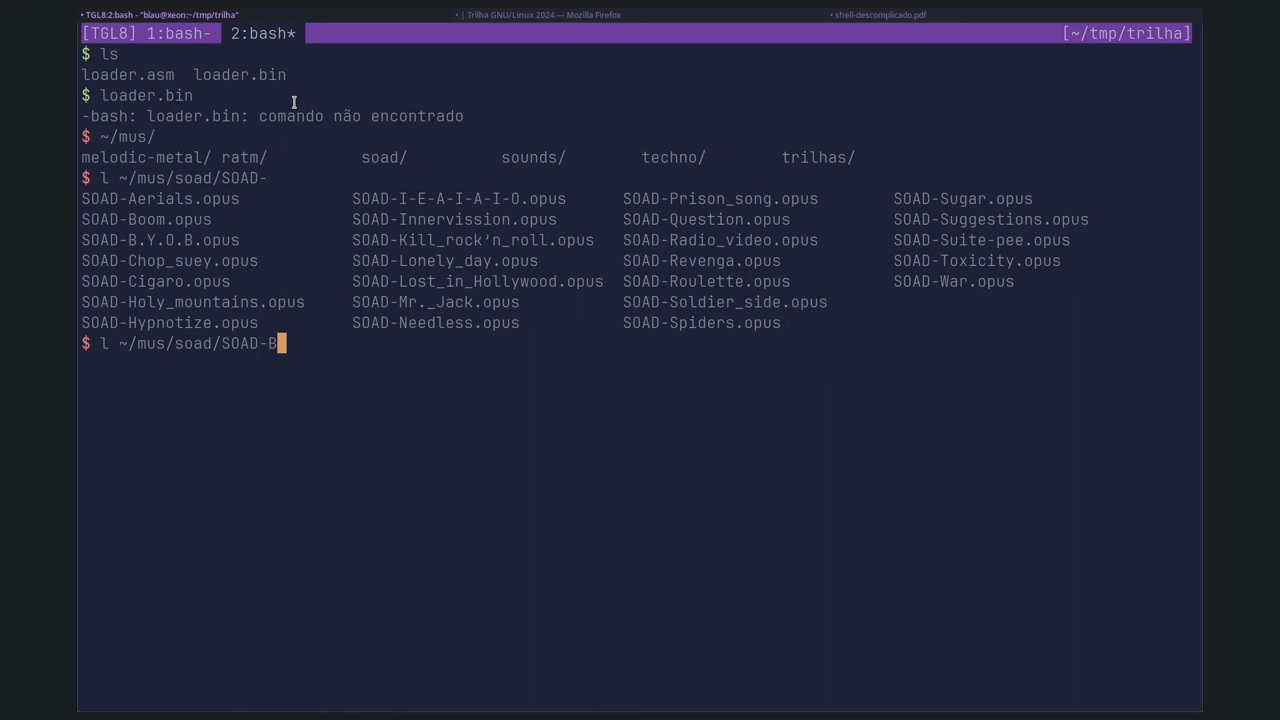 • TGL8:2:bash - "blau@xeon:~/tmp/trilha" • | Trilha GNU/Linux 2024 — Mozilla Firefox • shell-descomplicado.pdf
[TGL8] 1:bash- 2:bash* [~/tmp/trilha]
$ ls
loader.asm loader.bin
$ loader.bin
-bash: loader.bin: comando não encontrado
$ ~/mus/
melodic-metal/ ratm/ soad/ sounds/ techno/ trilhas/
$ l ~/mus/soad/SOAD-
SOAD-Aerials.opus SOAD-I-E-A-I-A-I-O.opus SOAD-Prison_song.opus SOAD-Sugar.opus
SOAD-Boom.opus SOAD-Innervission.opus SOAD-Question.opus SOAD-Suggestions.opus
SOAD-B.Y.O.B.opus SOAD-Kill_rock’n_roll.opus SOAD-Radio_video.opus SOAD-Suite-pee.opus
SOAD-Chop_suey.opus SOAD-Lonely_day.opus SOAD-Revenga.opus SOAD-Toxicity.opus
SOAD-Cigaro.opus SOAD-Lost_in_Hollywood.opus SOAD-Roulette.opus SOAD-War.opus
SOAD-Holy_mountains.opus SOAD-Mr._Jack.opus SOAD-Soldier_side.opus
SOAD-Hypnotize.opus SOAD-Needless.opus SOAD-Spiders.opus
$ l ~/mus/soad/SOAD-B